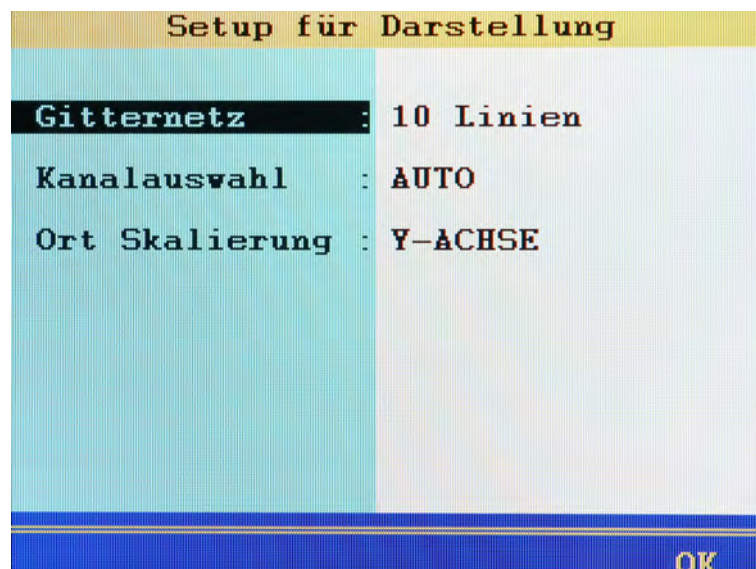 Setup für Darstellung
Gitternetz : 10 Linien
Kanalauswahl : AUTO
Ort Skalierung : Y-ACHSE
OK